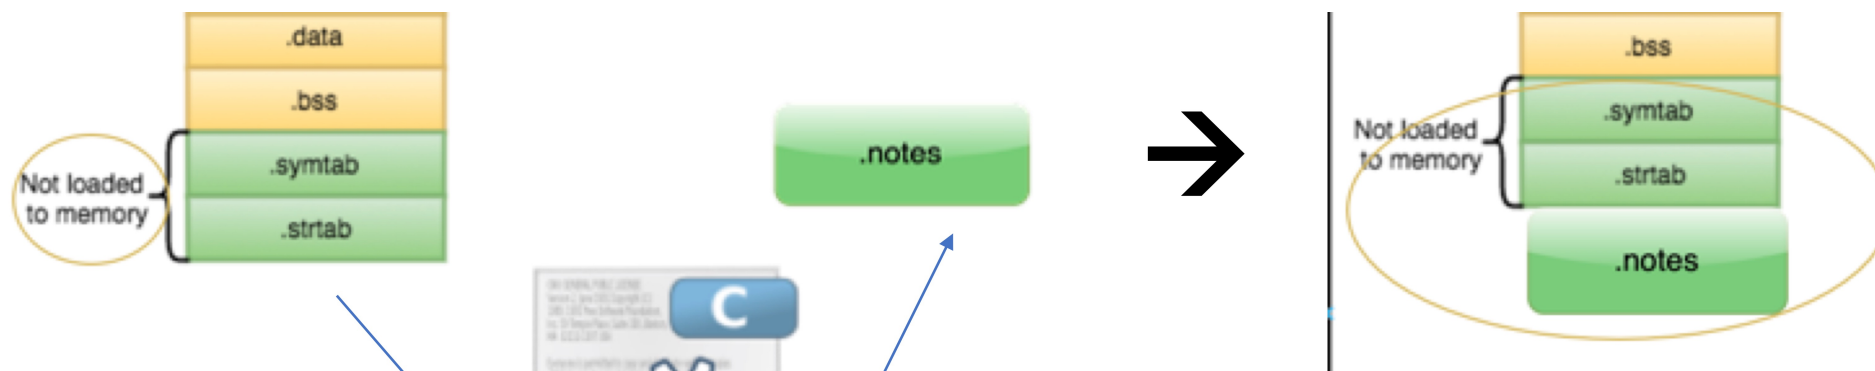 .data
.bss
Not loaded
to memory
.symtab
.strtab
C
.notes
.bss
Not loaded
to memory
.symtab
.strtab
.notes